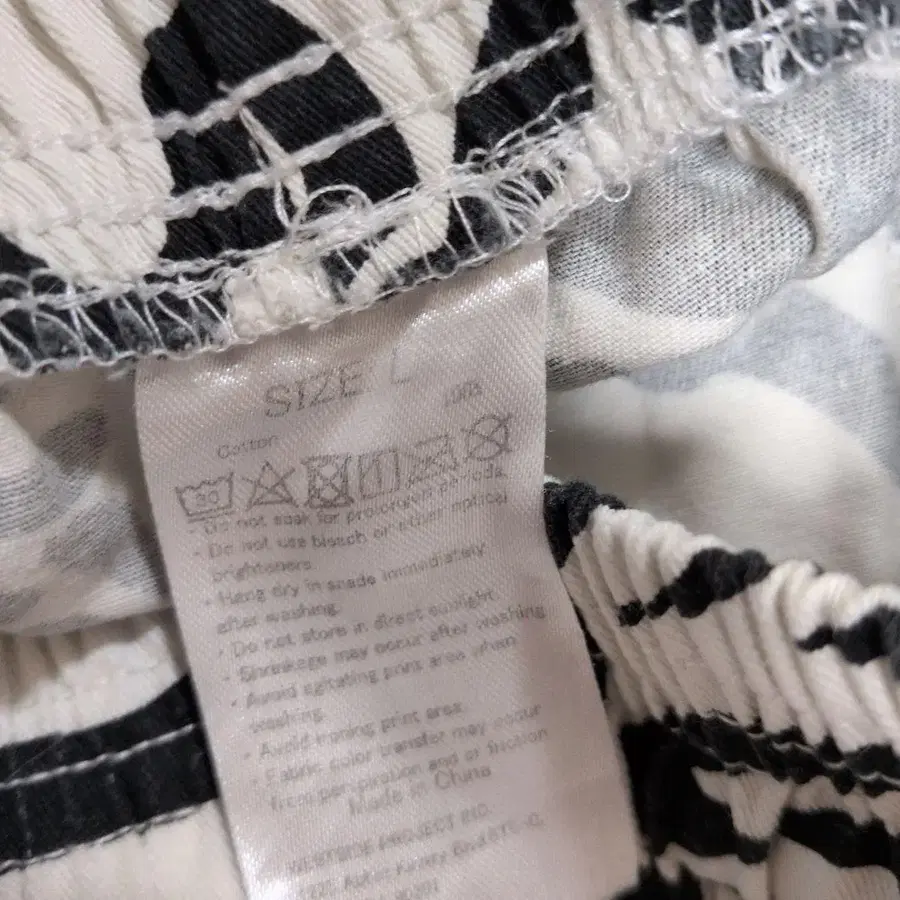 SIZE L
Cotton
30
- Do not soak for prolonged periods
- Do not use bleach or other optical
brighteners.
- Hang dry in shade immediately
after washing.
- Do not store in direct sunlight
- Shrinkage may occur after washing
- Avoid agitating print area when
washing.
- Avoid ironing print area.
- Fabric color transfer may occur
from perspiration and or friction
Made in China
WESTSIDE PROJECT